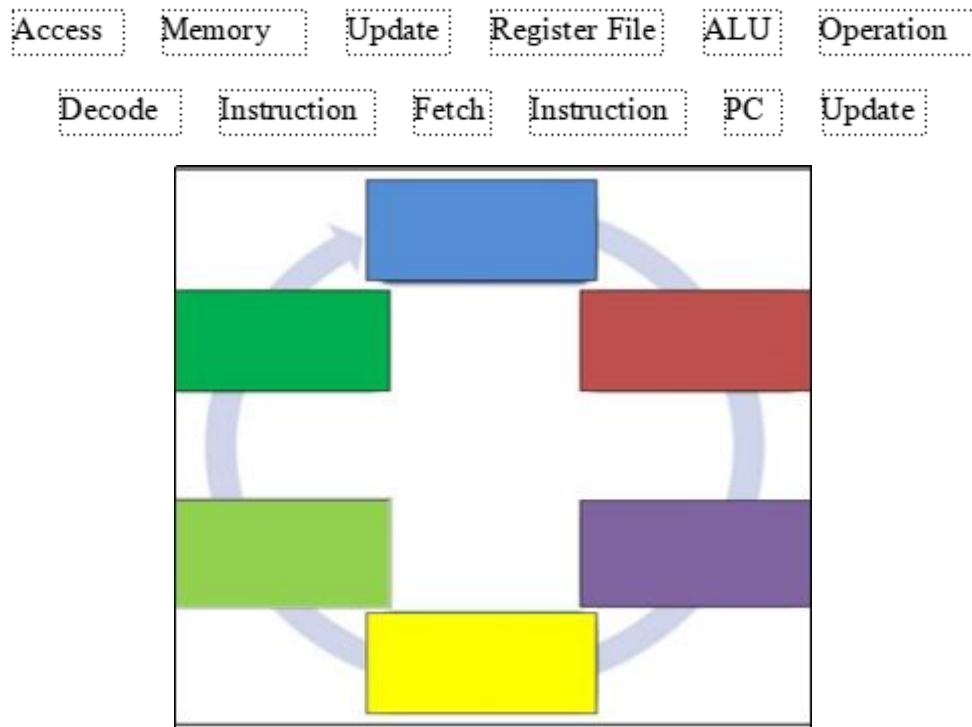 Access Memory Update Register File ALU Operation
Decode Instruction Fetch Instruction PC Update